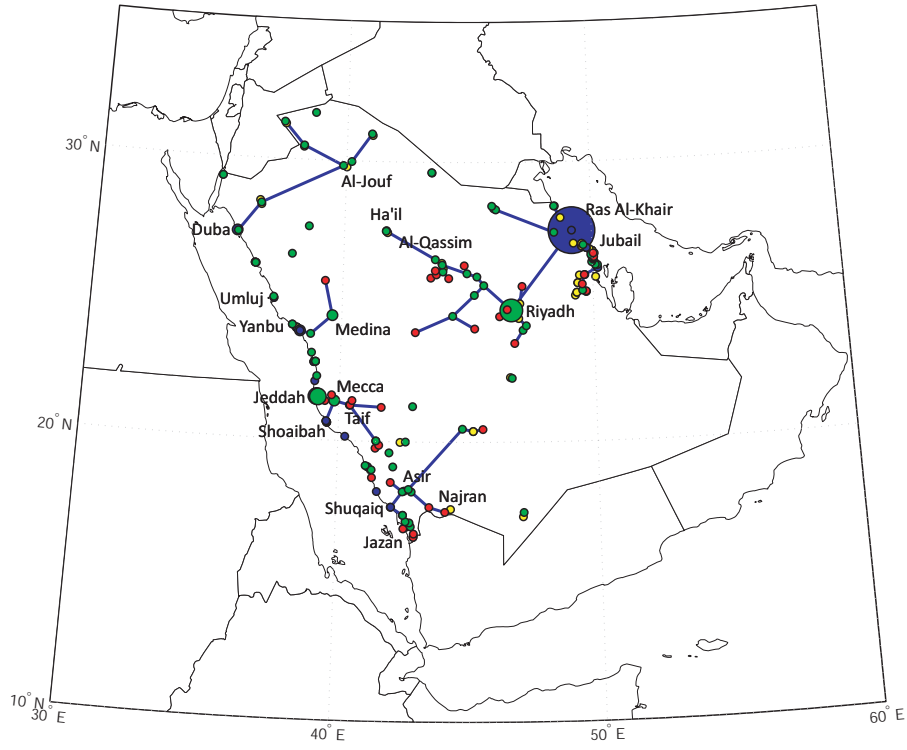 30° N
Al-Jouf
Ras Al-Khair
Ha'il
Duba
Al-Qassim
Jubail
Umluj
Riyadh
Yanbu
Medina
Mecca
Jeddah
Taif
20° N
Shoaibah
Asir
Najran
Shuqaiq
Jazan
10° N
30° E
40° E
50° E
60° E